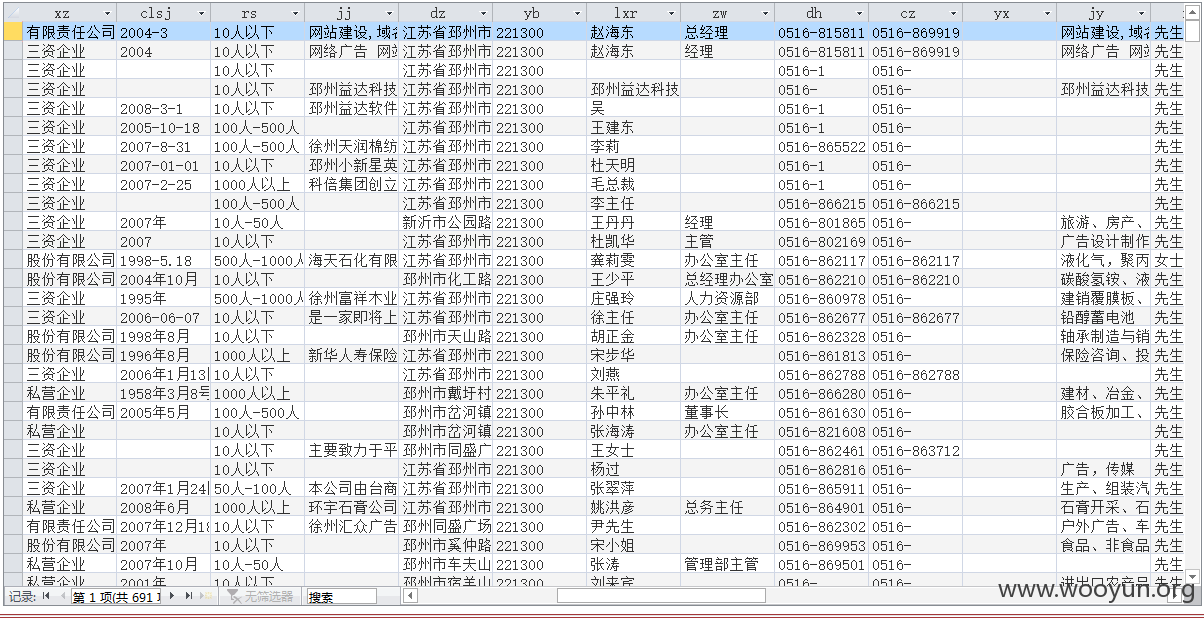 xz clsj rs jj dz yb lxr zw dh cz yx jy
有限责任公司 2004-3 10人以下 网站建设,域名 江苏省邳州市 221300 赵海东 总经理 0516-815811 0516-869919 网站建设,域名 先生
三资企业 2004 10人以下 网络广告 网站 江苏省邳州市 221300 赵海东 经理 0516-815811 0516-869919 网络广告 网站 先生
三资企业 10人以下 江苏省邳州市 221300 0516-1 0516- 先生
三资企业 10人以下 邳州益达科技 江苏省邳州市 221300 邳州益达科技 0516- 0516- 邳州益达科技 先生
三资企业 2008-3-1 10人以下 邳州益达软件 江苏省邳州市 221300 吴 0516-1 0516- 先生
三资企业 2005-10-18 100人-500人 江苏省邳州市 221300 王建东 0516-1 0516- 先生
三资企业 2007-8-31 100人-500人 徐州天润棉纺 江苏省邳州市 221300 李莉 0516-865522 0516- 先生
三资企业 2007-01-01 10人以下 邳州小新星英 江苏省邳州市 221300 杜天明 0516-1 0516- 先生
三资企业 2007-2-25 1000人以上 科倍集团创立 江苏省邳州市 221300 毛总裁 0516-1 0516- 先生
三资企业 100人-500人 江苏省邳州市 221300 李主任 0516-866215 0516-866215 先生
三资企业 2007年 10人-50人 新沂市公园路 221300 王丹丹 经理 0516-801865 0516- 旅游、房产、 先生
三资企业 2007 10人以下 江苏省邳州市 221300 杜凯华 主管 0516-802169 0516- 广告设计制作 先生
股份有限公司 1998-5.18 500人-1000人 海天石化有限 江苏省邳州市 221300 龚莉雯 办公室主任 0516-862117 0516-862117 液化气，聚丙 女士
股份有限公司 2004年10月 10人以下 邳州市化工路 221300 王少平 总经理办公室 0516-862210 0516-862210 碳酸氢铵、液 先生
三资企业 1995年 500人-1000人 徐州富祥木业 江苏省邳州市 221300 庄强玲 人力资源部 0516-860978 0516- 建销覆膜板、 先生
三资企业 2006-06-07 10人以下 是一家即将上 江苏省邳州市 221300 徐主任 办公室主任 0516-862677 0516-862677 铅醇蓄电池 先生
股份有限公司 1998年8月 10人以下 邳州市天山路 221300 胡正金 办公室主任 0516-862328 0516- 轴承制造与销 先生
股份有限公司 1996年8月 1000人以上 新华人寿保险 江苏省邳州市 221300 宋步华 0516-861813 0516- 保险咨询、投 先生
三资企业 2006年1月13 10人以下 江苏省邳州市 221300 刘燕 0516-862788 0516-862788 先生
私营企业 1958年3月8号 1000人以上 邳州市戴圩村 221300 朱平礼 办公室主任 0516-866280 0516- 建材、冶金、 先生
有限责任公司 2005年5月 100人-500人 邳州市岔河镇 221300 孙中林 董事长 0516-861630 0516- 胶合板加工、 先生
私营企业 10人以下 邳州市岔河镇 221300 张海涛 办公室主任 0516-821608 0516- 先生
三资企业 10人以下 主要致力于平 邳州市同盛广 221300 王女士 0516-862461 0516-863712 先生
三资企业 10人以下 江苏省邳州市 221300 杨过 0516-862816 0516- 广告，传媒 先生
三资企业 2007年1月24 50人-100人 本公司由台商 江苏省邳州市 221300 张翠萍 0516-865911 0516- 生产、组装汽 先生
私营企业 2008年6月 1000人以上 环宇石膏公司 江苏省邳州市 221300 姚洪彦 总务主任 0516-864901 0516- 石膏开采、石 先生
有限责任公司 2007年12月18 10人以下 徐州汇众广告 邳州同盛广场 221300 尹先生 0516-862302 0516- 户外广告、车 先生
股份有限公司 2007年 10人以下 邳州市奚仲路 221300 宋小姐 0516-869953 0516- 食品、非食品 先生
私营企业 2007年10月 10人-50人 邳州市车夫山 221300 张涛 管理部主管 0516-869501 0516- 先生
私营企业 2001年 10人以下 邳州市宿羊山 221300 刘来宾 0516- 0516- 进出口农产品 先生
记录: 第 1 项(共 691 无筛选器 搜索
www.wooyun.org